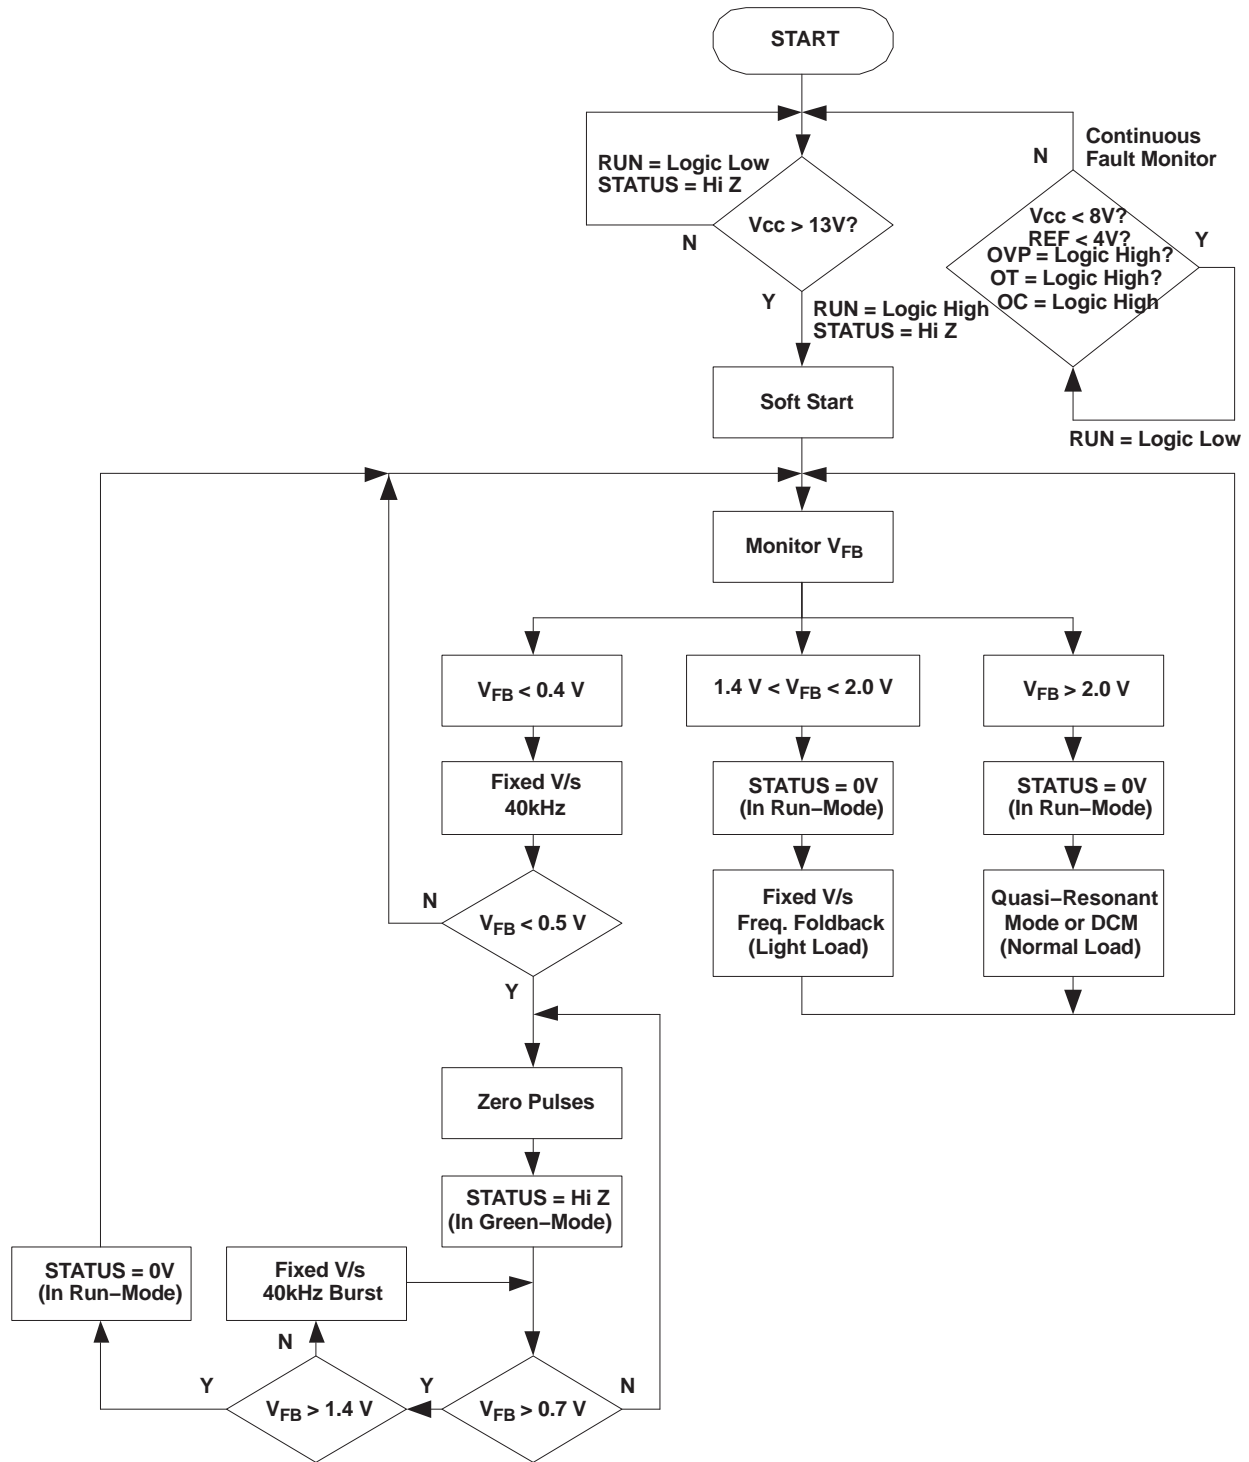 START
Continuous
Fault Monitor
N
RUN = Logic Low
STATUS = Hi Z
Vcc > 13V?
N
Y
Vcc < 8V?
REF < 4V?
OVP = Logic High?
OT = Logic High?
OC = Logic High
Y
RUN = Logic High
STATUS = Hi Z
Soft Start
RUN = Logic Low
Monitor VFB
VFB < 0.4 V
1.4 V < VFB < 2.0 V
VFB > 2.0 V
Fixed V/s
40kHz
STATUS = 0V
(In Run−Mode)
STATUS = 0V
(In Run−Mode)
N
VFB < 0.5 V
Y
Fixed V/s
Freq. Foldback
(Light Load)
Quasi−Resonant
Mode or DCM
(Normal Load)
Zero Pulses
STATUS = Hi Z
(In Green−Mode)
STATUS = 0V
(In Run−Mode)
Fixed V/s
40kHz Burst
N
Y
VFB > 1.4 V
Y
VFB > 0.7 V
N